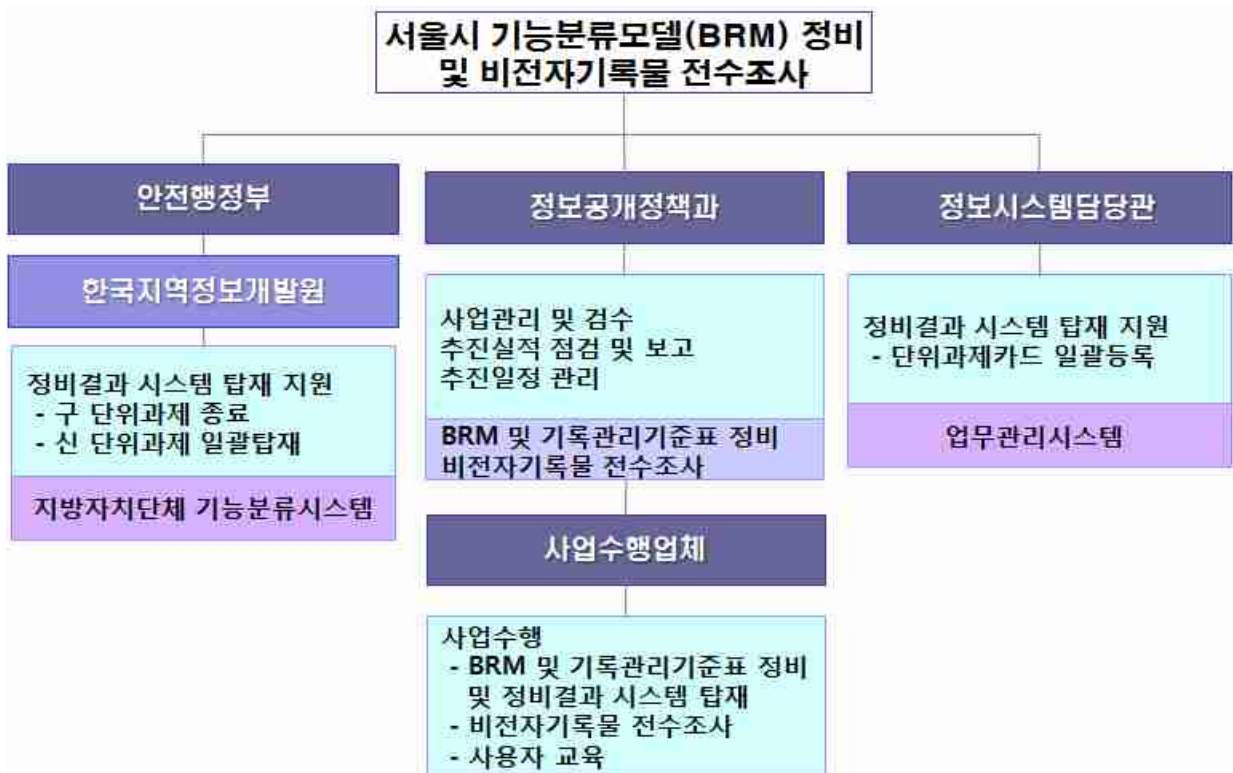 서울시 기능분류모델(BRM) 정비
및 비전자기록물 전수조사
안전행정부
한국지역정보개발원
정비결과 시스템 탑재 지원
- 구 단위과제 종료
- 신 단위과제 일괄탑재
지방자치단체 기능분류시스템
정보공개정책과
사업관리 및 검수
추진실적 점검 및 보고
추진일정 관리
BRM 및 기록관리기준표 정비
비전자기록물 전수조사
사업수행업체
사업수행
- BRM 및 기록관리기준표 정비
및 정비결과 시스템 탑재
- 비전자기록물 전수조사
- 사용자 교육
정보시스템담당관
정비결과 시스템 탑재 지원
- 단위과제카드 일괄등록
업무관리시스템